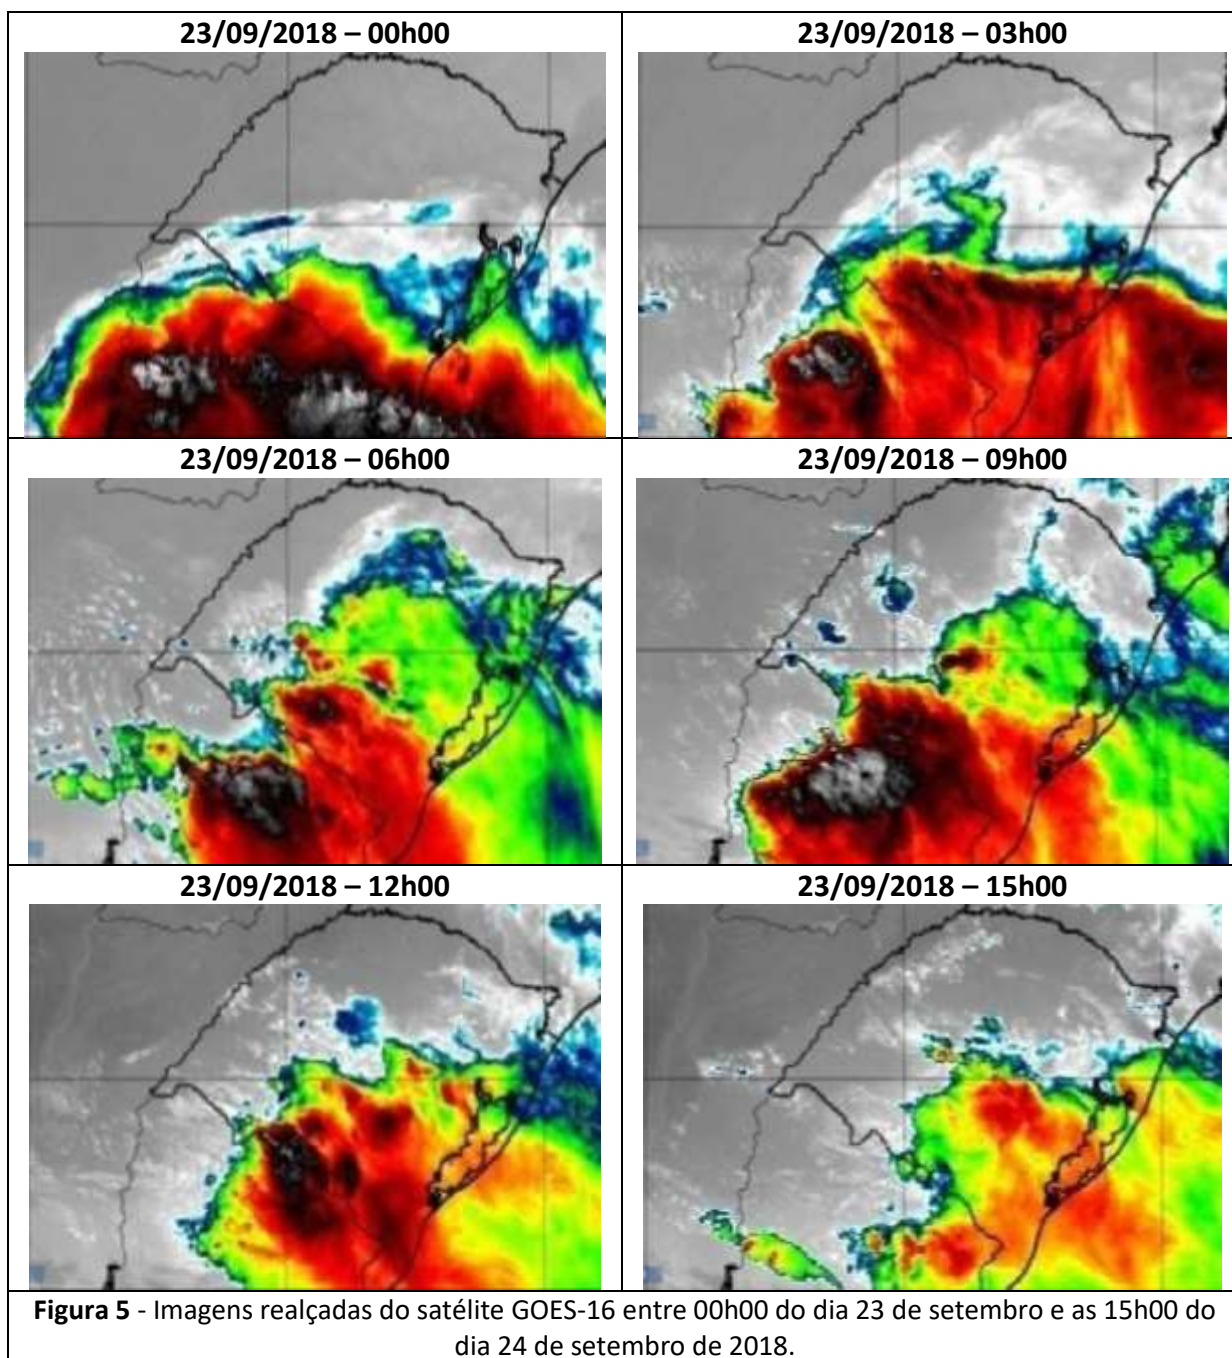 23/09/2018 – 00h00
23/09/2018 – 03h00
23/09/2018 – 06h00
23/09/2018 – 09h00
23/09/2018 – 12h00
23/09/2018 – 15h00
Figura 5 - Imagens realçadas do satélite GOES-16 entre 00h00 do dia 23 de setembro e as 15h00 do
dia 24 de setembro de 2018.